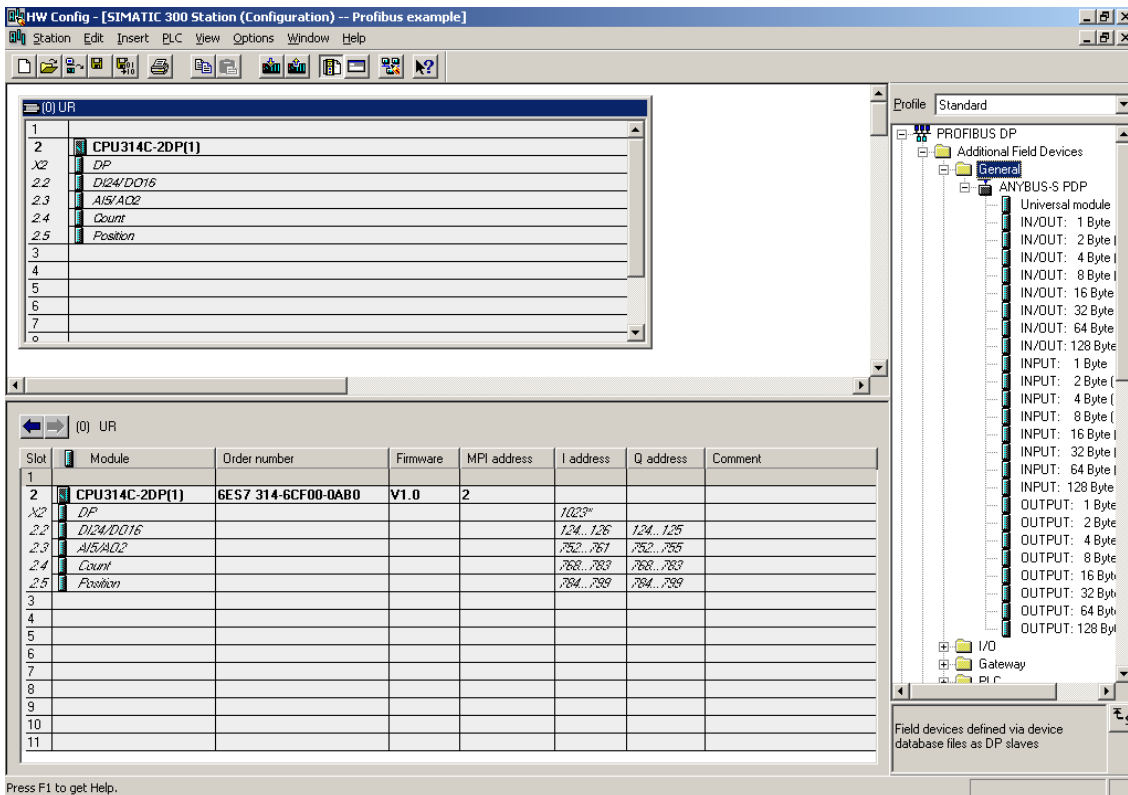 HW Config - [SIMATIC 300 Station (Configuration) -- Profibus example]
Station Edit Insert PLC View Options Window Help
(0) UR
1
2 CPU314C-2DP(1)
X2 DP
2.2 DI24/DO16
2.3 AI5/AO2
2.4 Count
2.5 Position
3
4
5
6
7
Profile Standard
PROFIBUS DP
Additional Field Devices
General
ANYBUS-S PDP
Universal module
IN/OUT: 1 Byte
IN/OUT: 2 Byte
IN/OUT: 4 Byte
IN/OUT: 8 Byte
IN/OUT: 16 Byte
IN/OUT: 32 Byte
IN/OUT: 64 Byte
IN/OUT: 128 Byte
INPUT: 1 Byte
INPUT: 2 Byte (
INPUT: 4 Byte (
INPUT: 8 Byte (
INPUT: 16 Byte
INPUT: 32 Byte
INPUT: 64 Byte
INPUT: 128 Byte
OUTPUT: 1 Byte
OUTPUT: 2 Byte
OUTPUT: 4 Byte
OUTPUT: 8 Byte
OUTPUT: 16 Byt
OUTPUT: 32 Byt
OUTPUT: 64 Byt
OUTPUT: 128 By
I/O
Gateway
PLC
(0) UR
Slot Module Order number Firmware MPI address I address Q address Comment
1
2 CPU314C-2DP(1) 6ES7 314-6CF00-0AB0 V1.0 2
X2 DP 1023*
2.2 DI24/DO16 124...126 124...125
2.3 AI5/AO2 752...761 752...755
2.4 Count 768...783 768...783
2.5 Position 784...799 784...799
3
4
5
6
7
8
9
10
11
Field devices defined via device
database files as DP slaves
Press F1 to get Help.